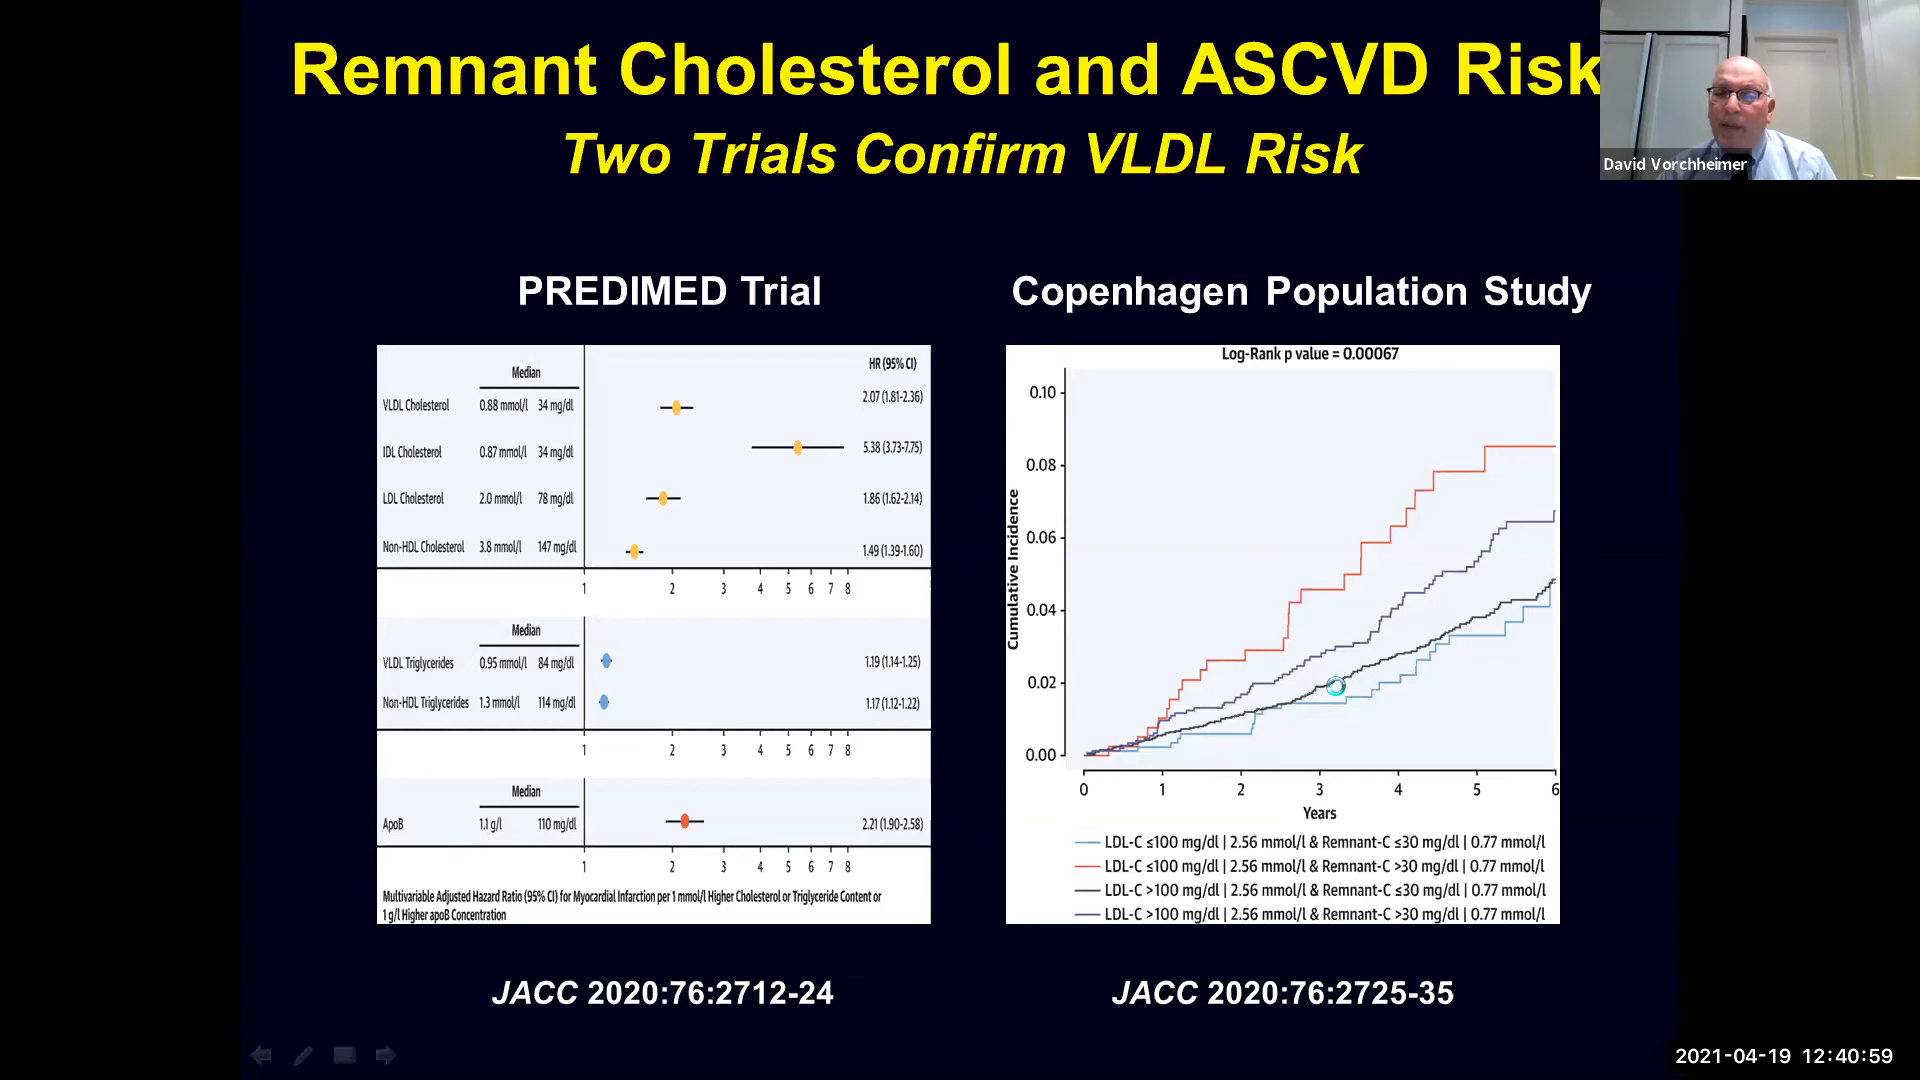 Remnant Cholesterol and ASCVD Risk
Two Trials Confirm VLDL Risk
David Vorchheimer
PREDIMED Trial
Median
HR (95% CI)
VLDL Cholesterol 0.88 mmol/l 34 mg/dl 2.07 (1.81-2.36)
IDL Cholesterol 0.87 mmol/l 34 mg/dl 5.38 (3.73-7.75)
LDL Cholesterol 2.0 mmol/l 78 mg/dl 1.86 (1.62-2.14)
Non-HDL Cholesterol 3.8 mmol/l 147 mg/dl 1.49 (1.39-1.60)
1 2 3 4 5 6 7 8
Median
VLDL Triglycerides 0.95 mmol/l 84 mg/dl 1.19 (1.14-1.25)
Non-HDL Triglycerides 1.3 mmol/l 114 mg/dl 1.17 (1.12-1.22)
1 2 3 4 5 6 7 8
Median
ApoB 1.1 g/l 110 mg/dl 2.21 (1.90-2.58)
1 2 3 4 5 6 7 8
Multivariable Adjusted Hazard Ratio (95% CI) for Myocardial Infarction per 1 mmol/l Higher Cholesterol or Triglyceride Content or
1 g/l Higher apoB Concentration
JACC 2020:76:2712-24
Copenhagen Population Study
Log-Rank p value = 0.00067
Cumulative Incidence
0.10
0.08
0.06
0.04
0.02
0.00
0 1 2 3 4 5 6
Years
LDL-C ≤100 mg/dl | 2.56 mmol/l & Remnant-C ≤30 mg/dl | 0.77 mmol/l
LDL-C ≤100 mg/dl | 2.56 mmol/l & Remnant-C >30 mg/dl | 0.77 mmol/l
LDL-C >100 mg/dl | 2.56 mmol/l & Remnant-C ≤30 mg/dl | 0.77 mmol/l
LDL-C >100 mg/dl | 2.56 mmol/l & Remnant-C >30 mg/dl | 0.77 mmol/l
JACC 2020:76:2725-35
2021-04-19 12:40:59